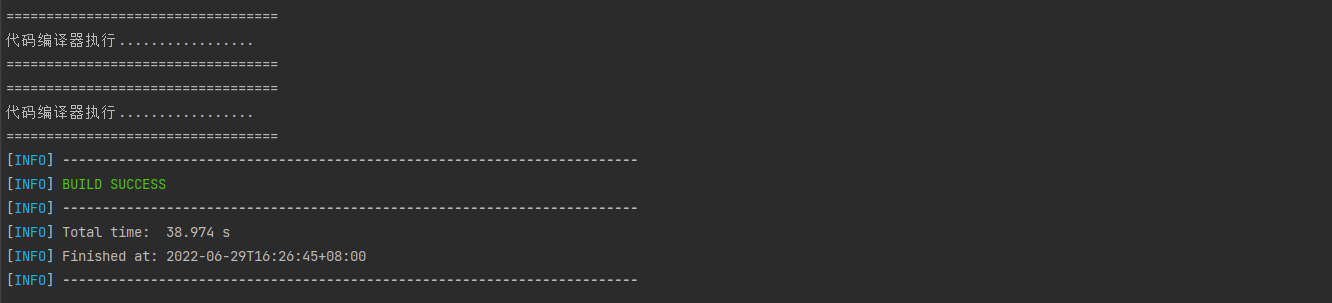 ==================================
代码编译器执行.................
==================================
==================================
代码编译器执行.................
==================================
[INFO] ------------------------------------------------------------------------
[INFO] BUILD SUCCESS
[INFO] ------------------------------------------------------------------------
[INFO] Total time:  38.974 s
[INFO] Finished at: 2022-06-29T16:26:45+08:00
[INFO] ------------------------------------------------------------------------